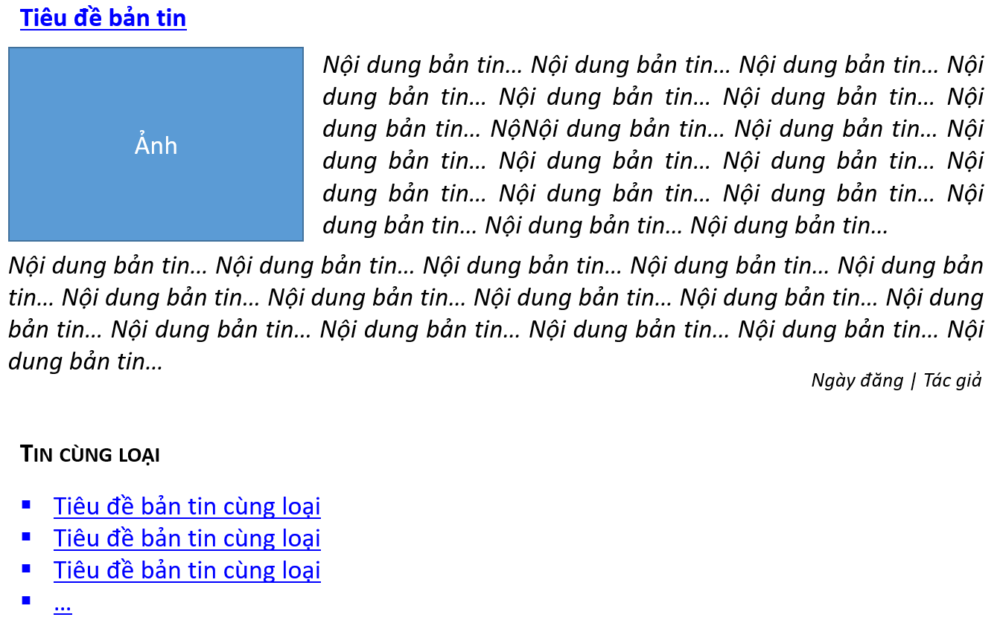 Tiêu đề bản tin
Ảnh
Nội dung bản tin... Nội dung bản tin... Nội dung bản tin... Nội
dung bản tin... Nội dung bản tin... Nội dung bản tin... Nội
dung bản tin... NộNội dung bản tin... Nội dung bản tin... Nội
dung bản tin... Nội dung bản tin... Nội dung bản tin... Nội
dung bản tin... Nội dung bản tin... Nội dung bản tin... Nội
dung bản tin... Nội dung bản tin... Nội dung bản tin...
Nội dung bản tin... Nội dung bản tin... Nội dung bản tin... Nội dung bản tin... Nội dung bản
tin... Nội dung bản tin... Nội dung bản tin... Nội dung bản tin... Nội dung bản tin... Nội dung
bản tin... Nội dung bản tin... Nội dung bản tin... Nội dung bản tin... Nội dung bản tin... Nội
dung bản tin...
Ngày đăng | Tác giả
TIN CÙNG LOẠI
▪ Tiêu đề bản tin cùng loại
▪ Tiêu đề bản tin cùng loại
▪ Tiêu đề bản tin cùng loại
▪ ...